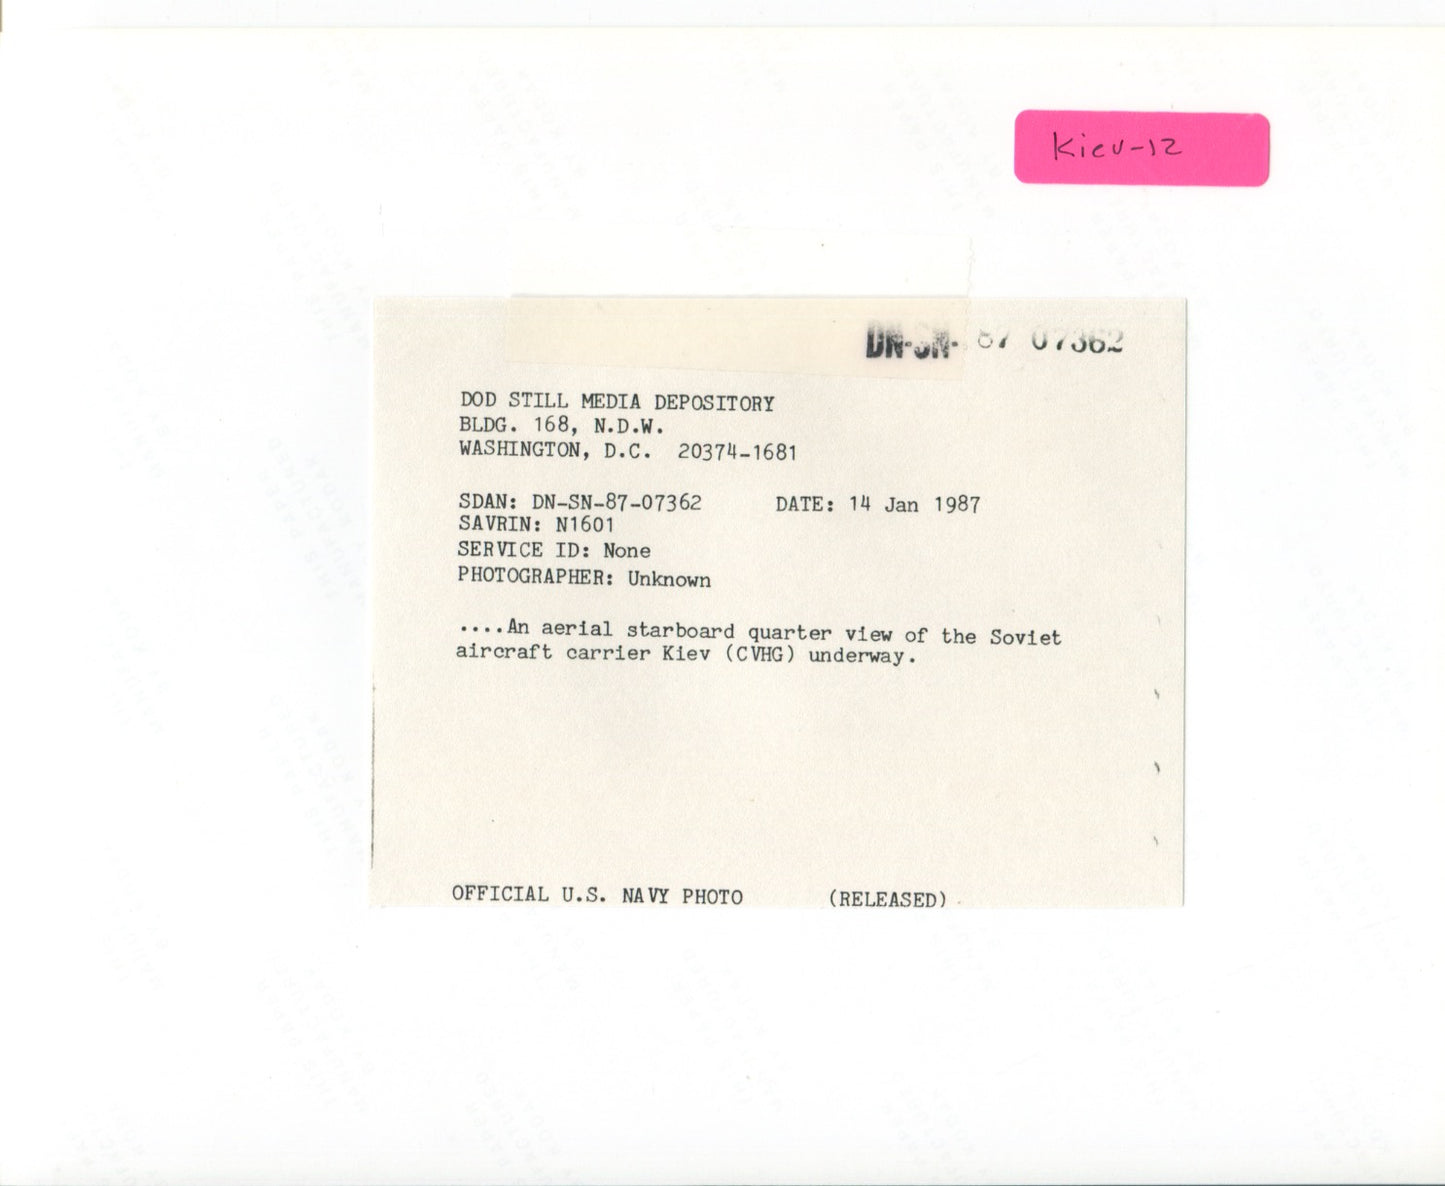 Kiev-12
DN-SN- 87 07362
DOD STILL MEDIA DEPOSITORY
BLDG. 168, N.D.W.
WASHINGTON, D.C. 20374-1681
SDAN: DN-SN-87-07362 DATE: 14 Jan 1987
SAVRIN: N1601
SERVICE ID: None
PHOTOGRAPHER: Unknown
....An aerial starboard quarter view of the Soviet
aircraft carrier Kiev (CVHG) underway.
OFFICIAL U.S. NAVY PHOTO (RELEASED)